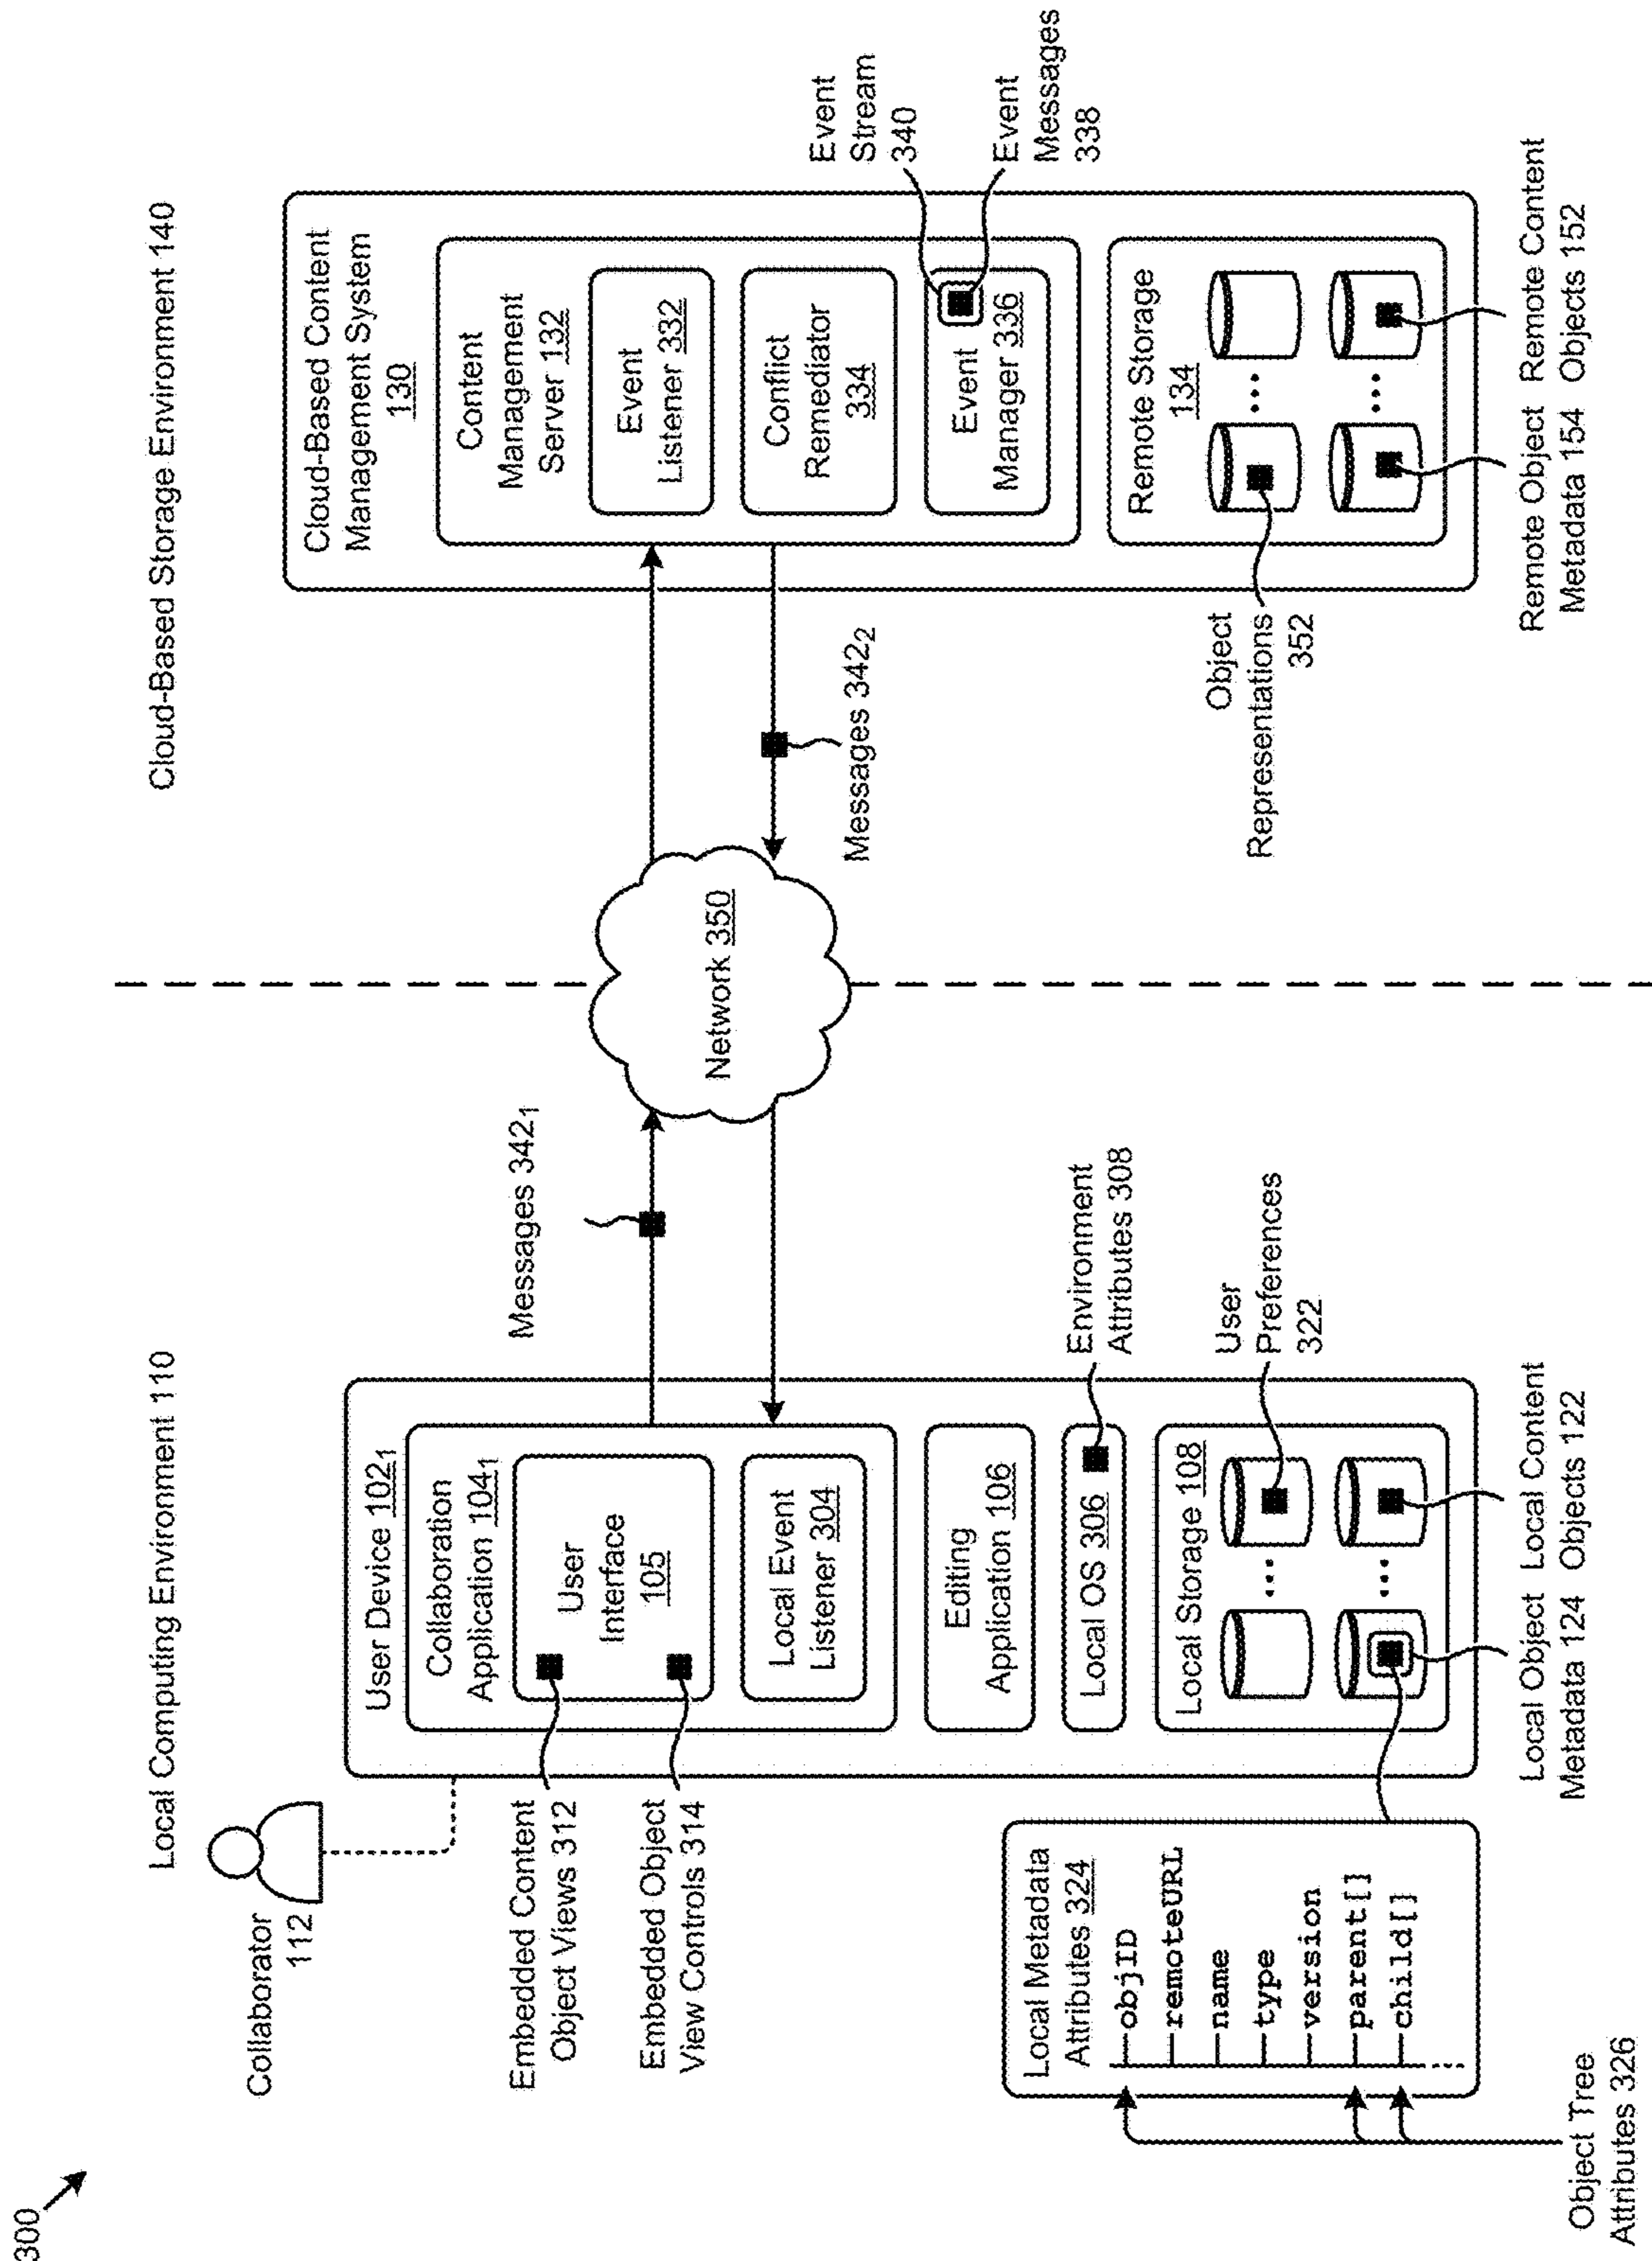 300
Local Computing Environment 110
Cloud-Based Storage Environment 140
Collaborator
112
User Device 102₁
Collaboration
Application 104₁
User
Interface
105
Embedded Content
Object Views 312
Embedded Object
View Controls 314
Local Event
Listener 304
Editing
Application 106
Local OS 306
Environment
Attributes 308
Local Storage 108
User
Preferences
322
Local Object
Metadata 124
Local Content
Objects 122
Local Metadata
Attributes 324
objID
remoteURL
name
type
version
parent[]
child[]
Object Tree
Attributes 326
Messages 342₁
Network 350
Messages 342₂
Cloud-Based Content
Management System
130
Content
Management
Server 132
Event
Listener 332
Conflict
Remediator
334
Event
Manager 336
Event
Stream
340
Event
Messages
338
Remote Storage
134
Object
Representations
352
Remote Object
Metadata 154
Remote Content
Objects 152